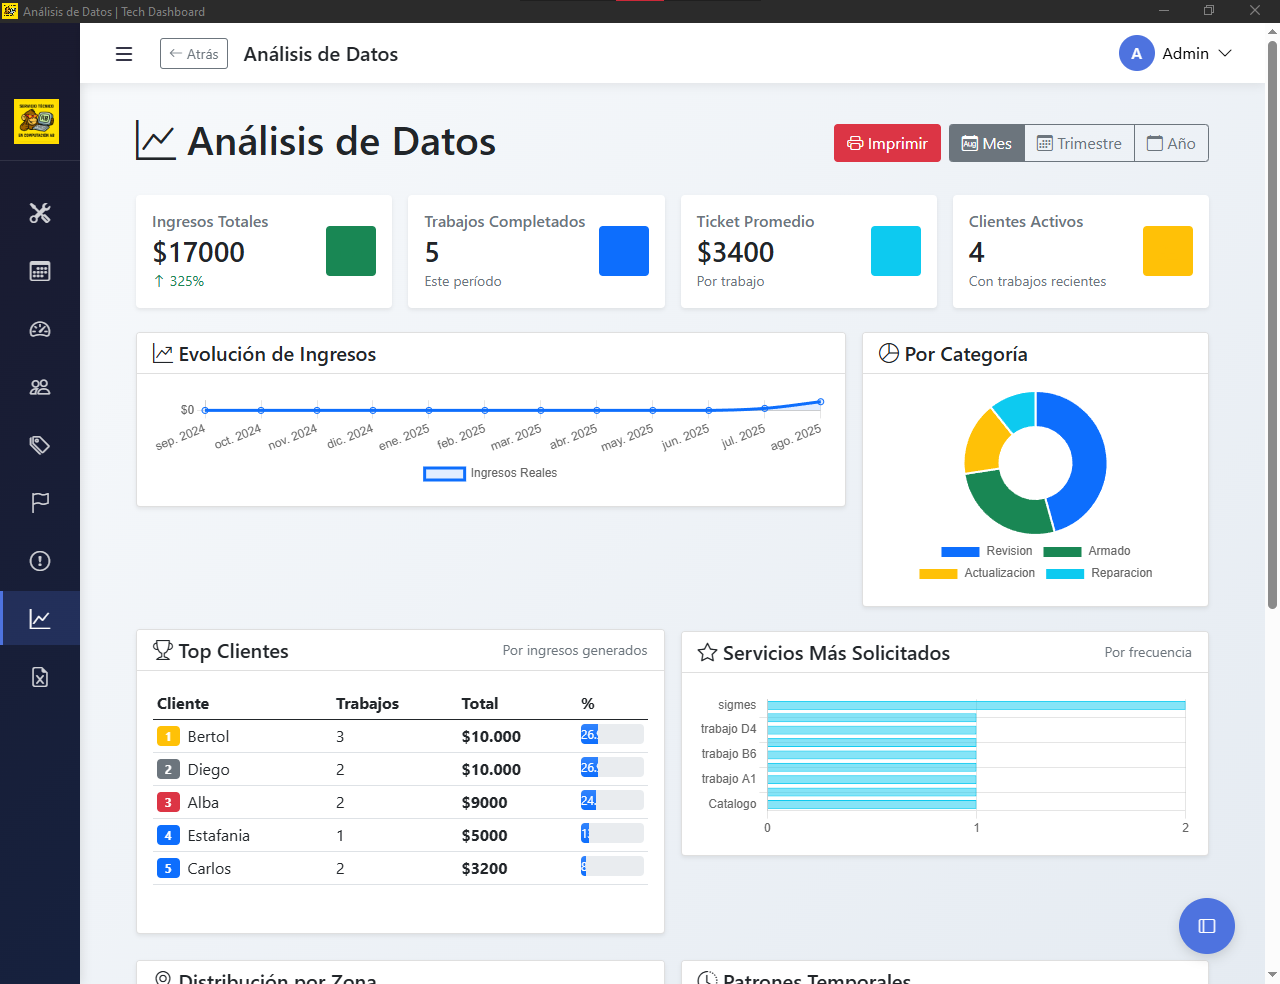 Análisis de Datos | Tech Dashboard
Atrás
Análisis de Datos
A
Admin
Análisis de Datos
Imprimir
Aug
Mes
Trimestre
Año
Ingresos Totales
$17000
325%
Trabajos Completados
5
Este período
Ticket Promedio
$3400
Por trabajo
Clientes Activos
4
Con trabajos recientes
Evolución de Ingresos
$0
sep. 2024
oct. 2024
nov. 2024
dic. 2024
ene. 2025
feb. 2025
mar. 2025
abr. 2025
may. 2025
jun. 2025
jul. 2025
ago. 2025
Ingresos Reales
Por Categoría
Revision
Armado
Actualizacion
Reparacion
Top Clientes
Por ingresos generados
Cliente Trabajos Total %
1 Bertol 3 $10.000 26.
2 Diego 2 $10.000 26.
3 Alba 2 $9000 24.
4 Estafania 1 $5000
5 Carlos 2 $3200
Servicios Más Solicitados
Por frecuencia
sigmes
trabajo D4
trabajo B6
trabajo A1
Catalogo
0 1 2
Distribución por Zona
Patrones Temporales